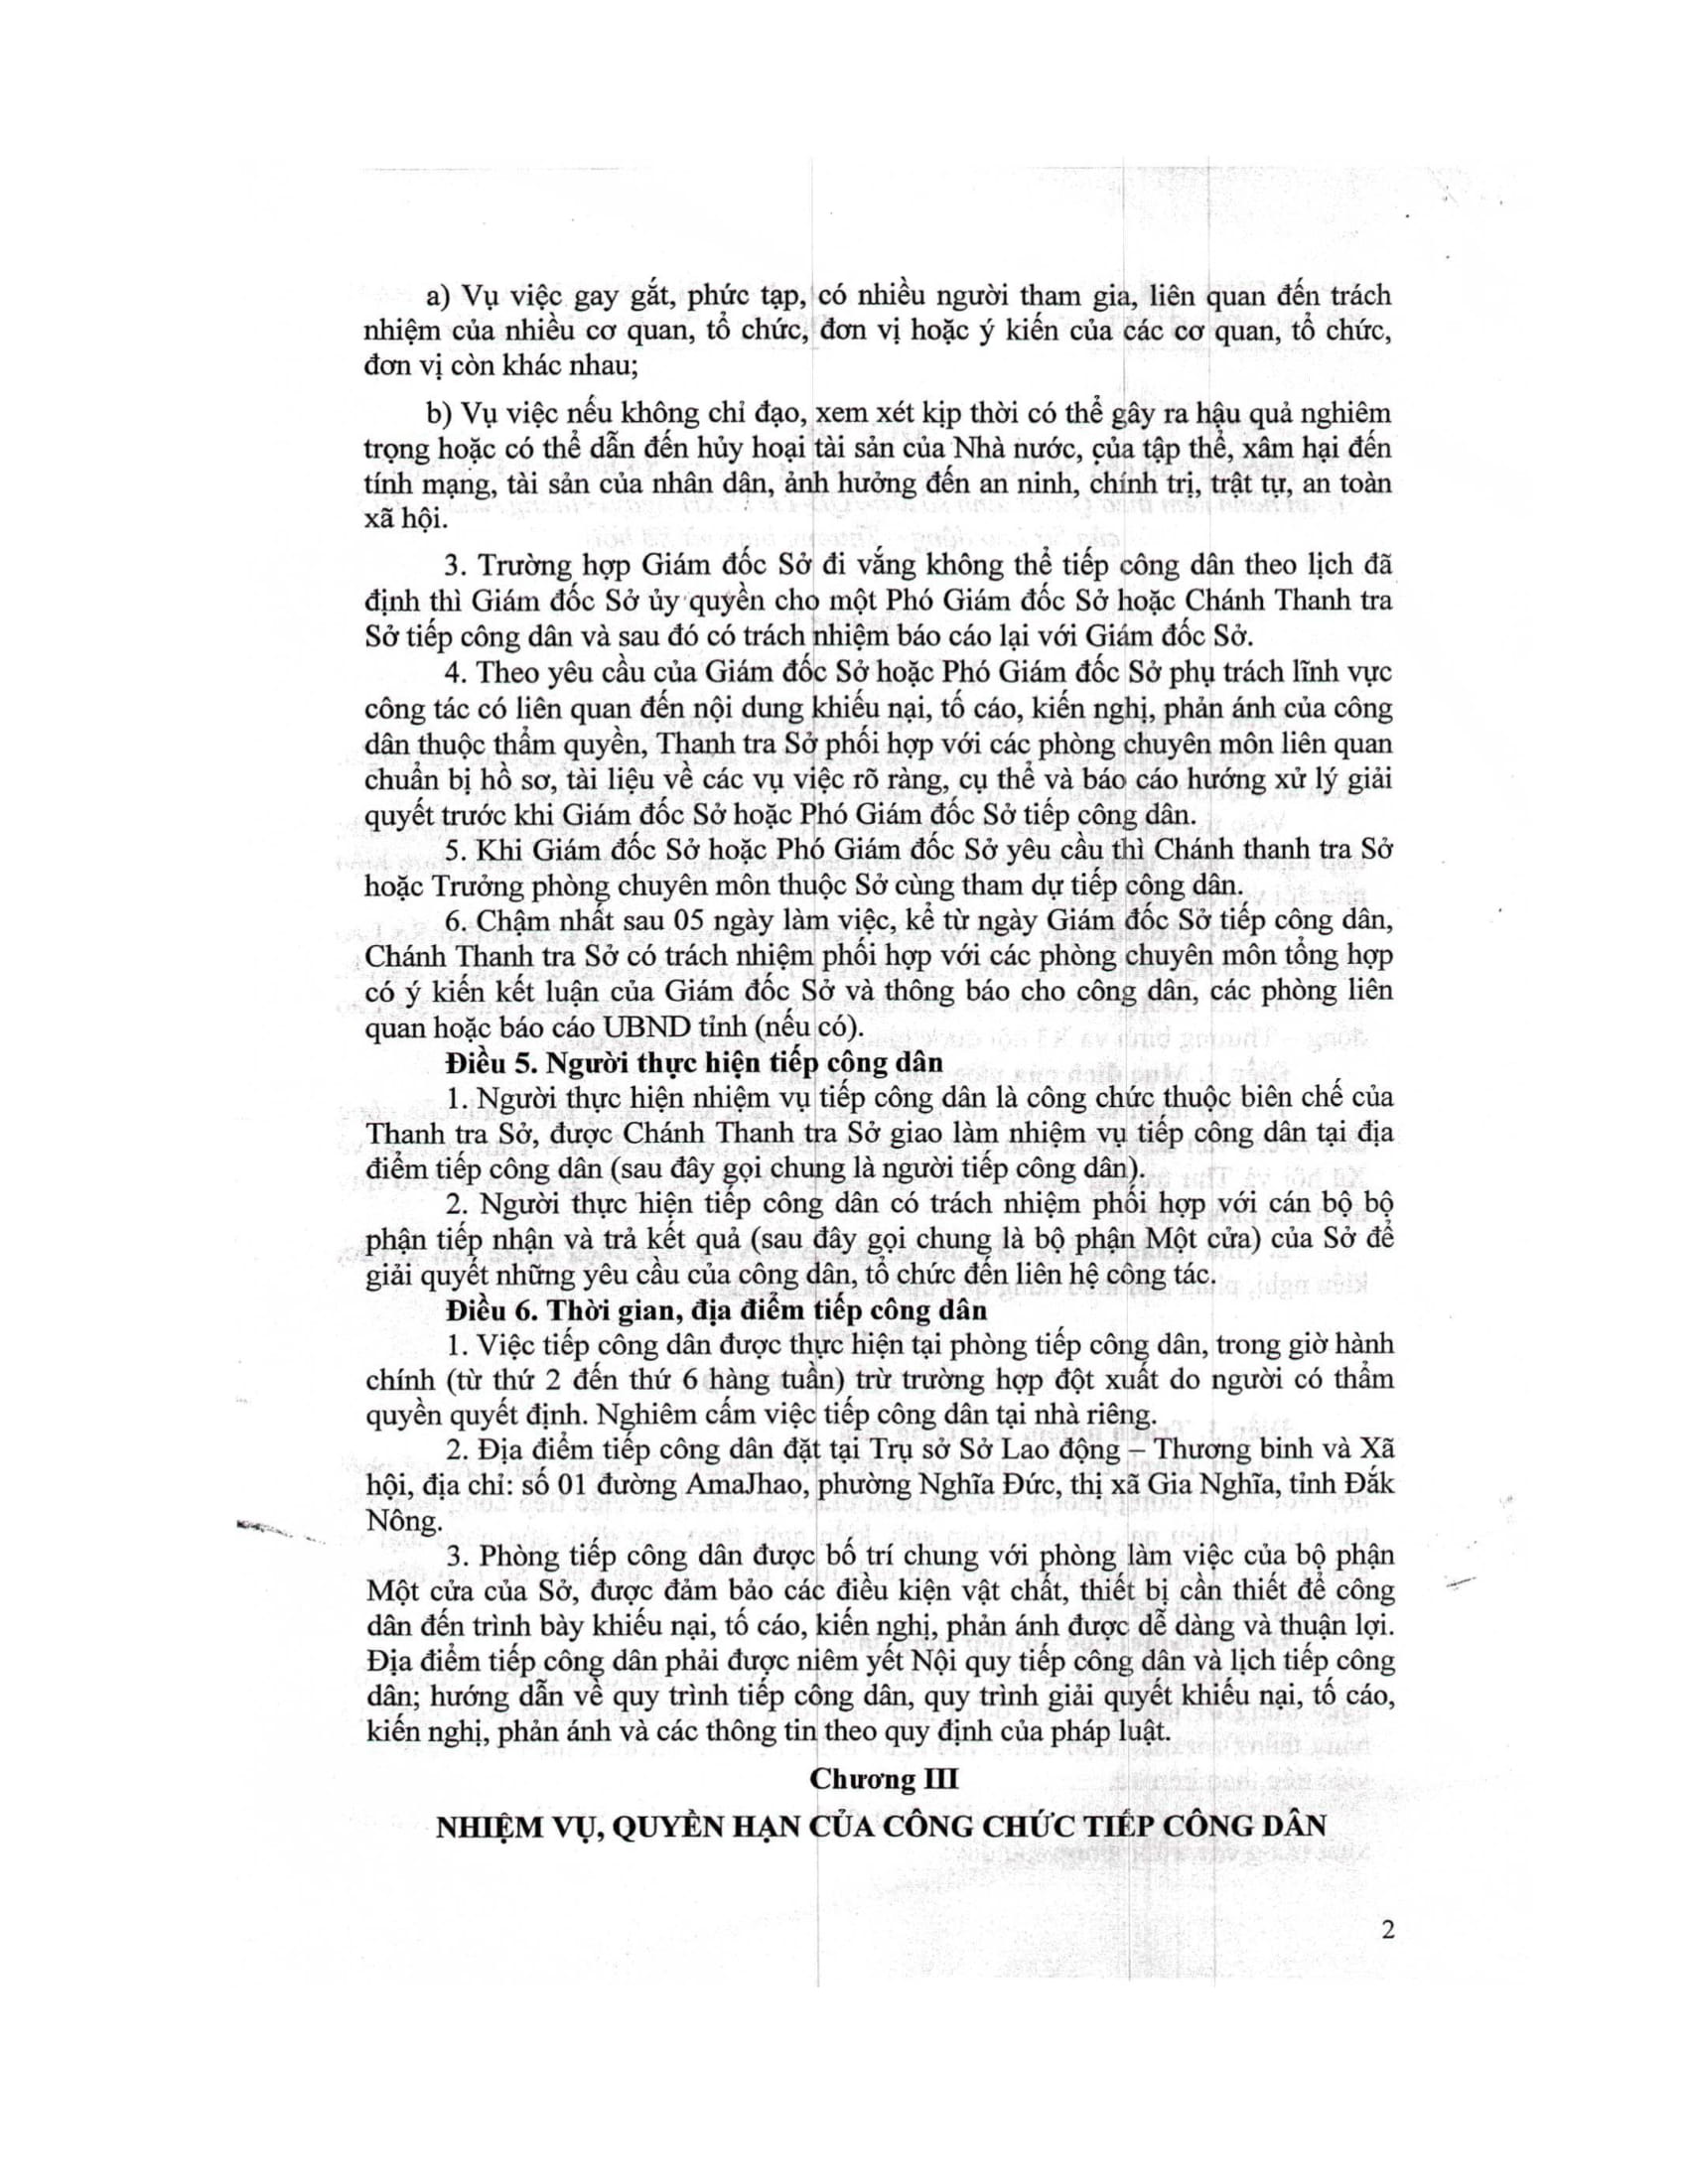 a) Vụ việc gay gắt, phức tạp, có nhiều người tham gia, liên quan đến trách
nhiệm của nhiều cơ quan, tổ chức, đơn vị hoặc ý kiến của các cơ quan, tổ chức,
đơn vị còn khác nhau;
b) Vụ việc nếu không chỉ đạo, xem xét kịp thời có thể gây ra hậu quả nghiêm
trọng hoặc có thể dẫn đến hủy hoại tài sản của Nhà nước, của tập thể, xâm hại đến
tính mạng, tài sản của nhân dân, ảnh hưởng đến an ninh, chính trị, trật tự, an toàn
xã hội.
3. Trường hợp Giám đốc Sở đi vắng không thể tiếp công dân theo lịch đã
định thì Giám đốc Sở ủy quyền cho một Phó Giám đốc Sở hoặc Chánh Thanh tra
Sở tiếp công dân và sau đó có trách nhiệm báo cáo lại với Giám đốc Sở.
4. Theo yêu cầu của Giám đốc Sở hoặc Phó Giám đốc Sở phụ trách lĩnh vực
công tác có liên quan đến nội dung khiếu nại, tố cáo, kiến nghị, phản ánh của công
dân thuộc thẩm quyền, Thanh tra Sở phối hợp với các phòng chuyên môn liên quan
chuẩn bị hồ sơ, tài liệu về các vụ việc rõ ràng, cụ thể và báo cáo hướng xử lý giải
quyết trước khi Giám đốc Sở hoặc Phó Giám đốc Sở tiếp công dân.
5. Khi Giám đốc Sở hoặc Phó Giám đốc Sở yêu cầu thì Chánh thanh tra Sở
hoặc Trưởng phòng chuyên môn thuộc Sở cùng tham dự tiếp công dân.
6. Chậm nhất sau 05 ngày làm việc, kể từ ngày Giám đốc Sở tiếp công dân,
Chánh Thanh tra Sở có trách nhiệm phối hợp với các phòng chuyên môn tổng hợp
có ý kiến kết luận của Giám đốc Sở và thông báo cho công dân, các phòng liên
quan hoặc báo cáo UBND tỉnh (nếu có).
Điều 5. Người thực hiện tiếp công dân
1. Người thực hiện nhiệm vụ tiếp công dân là công chức thuộc biên chế của
Thanh tra Sở, được Chánh Thanh tra Sở giao làm nhiệm vụ tiếp công dân tại địa
điểm tiếp công dân (sau đây gọi chung là người tiếp công dân).
2. Người thực hiện tiếp công dân có trách nhiệm phối hợp với cán bộ bộ
phận tiếp nhận và trả kết quả (sau đây gọi chung là bộ phận Một cửa) của Sở để
giải quyết những yêu cầu của công dân, tổ chức đến liên hệ công tác.
Điều 6. Thời gian, địa điểm tiếp công dân
1. Việc tiếp công dân được thực hiện tại phòng tiếp công dân, trong giờ hành
chính (từ thứ 2 đến thứ 6 hàng tuần) trừ trường hợp đột xuất do người có thẩm
quyền quyết định. Nghiêm cấm việc tiếp công dân tại nhà riêng.
2. Địa điểm tiếp công dân đặt tại Trụ sở Sở Lao động – Thương binh và Xã
hội, địa chỉ: số 01 đường AmaJhao, phường Nghĩa Đức, thị xã Gia Nghĩa, tỉnh Đắk
Nông.
3. Phòng tiếp công dân được bố trí chung với phòng làm việc của bộ phận
Một cửa của Sở, được đảm bảo các điều kiện vật chất, thiết bị cần thiết để công
dân đến trình bày khiếu nại, tố cáo, kiến nghị, phản ánh được dễ dàng và thuận lợi.
Địa điểm tiếp công dân phải được niêm yết Nội quy tiếp công dân và lịch tiếp công
dân; hướng dẫn về quy trình tiếp công dân, quy trình giải quyết khiếu nại, tố cáo,
kiến nghị, phản ánh và các thông tin theo quy định của pháp luật.
Chương III
NHIỆM VỤ, QUYỀN HẠN CỦA CÔNG CHỨC TIẾP CÔNG DÂN
2